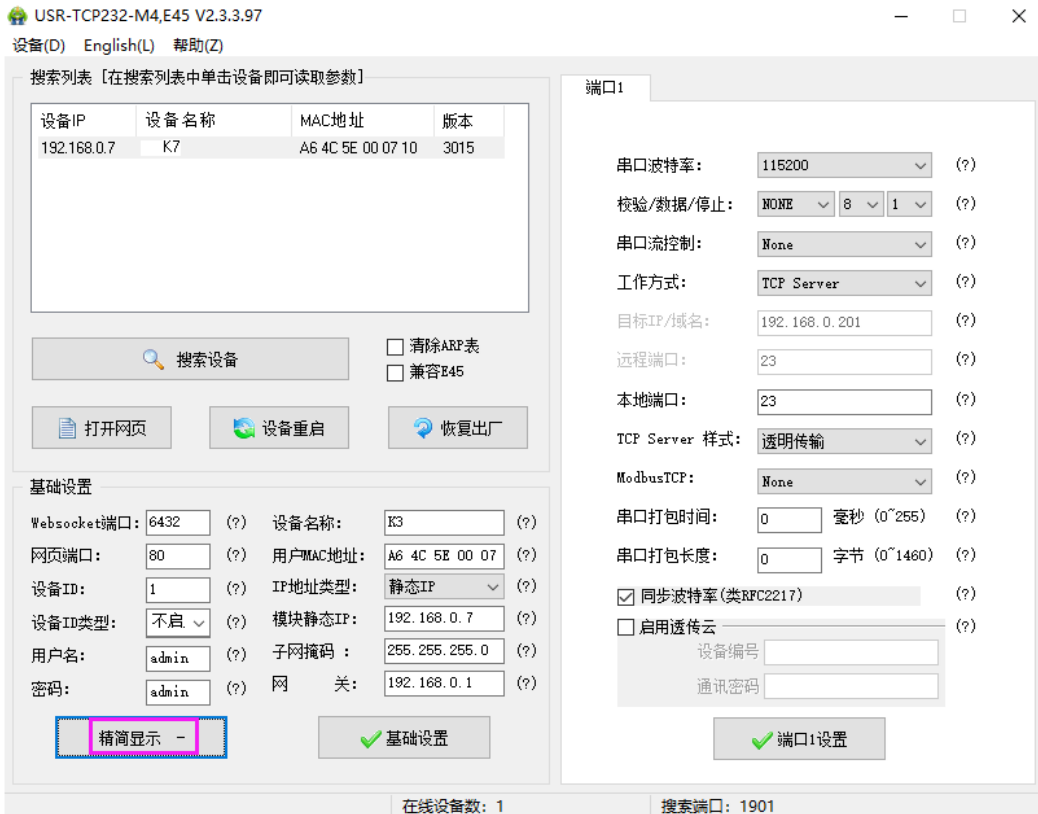 USR-TCP232-M4,E45 V2.3.3.97
设备(D) English(L) 帮助(Z)
搜索列表 [在搜索列表中单击设备即可读取参数]
设备IP 设备名称 MAC地址 版本
192.168.0.7 K7 A6 4C 5E 00 07 10 3015
搜索设备
清除ARP表
兼容E45
打开网页 设备重启 恢复出厂
基础设置
Websocket端口: 6432 (?) 设备名称: K3 (?)
网页端口: 80 (?) 用户MAC地址: A6 4C 5E 00 07 (?)
设备ID: 1 (?) IP地址类型: 静态IP (?)
设备ID类型: 不启 (?) 模块静态IP: 192.168.0.7 (?)
用户名: admin (?) 子网掩码 : 255.255.255.0 (?)
密码: admin (?) 网 关: 192.168.0.1 (?)
精简显示 - 基础设置
端口1
串口波特率: 115200 (?)
校验/数据/停止: NONE 8 1 (?)
串口流控制: None (?)
工作方式: TCP Server (?)
目标IP/域名: 192.168.0.201 (?)
远程端口: 23 (?)
本地端口: 23 (?)
TCP Server 样式: 透明传输 (?)
ModbusTCP: None (?)
串口打包时间: 0 毫秒 (0~255) (?)
串口打包长度: 0 字节 (0~1460) (?)
同步波特率(类RFC2217) (?)
启用透传云 (?)
设备编号
通讯密码
端口1设置
在线设备数: 1 搜索端口: 1901